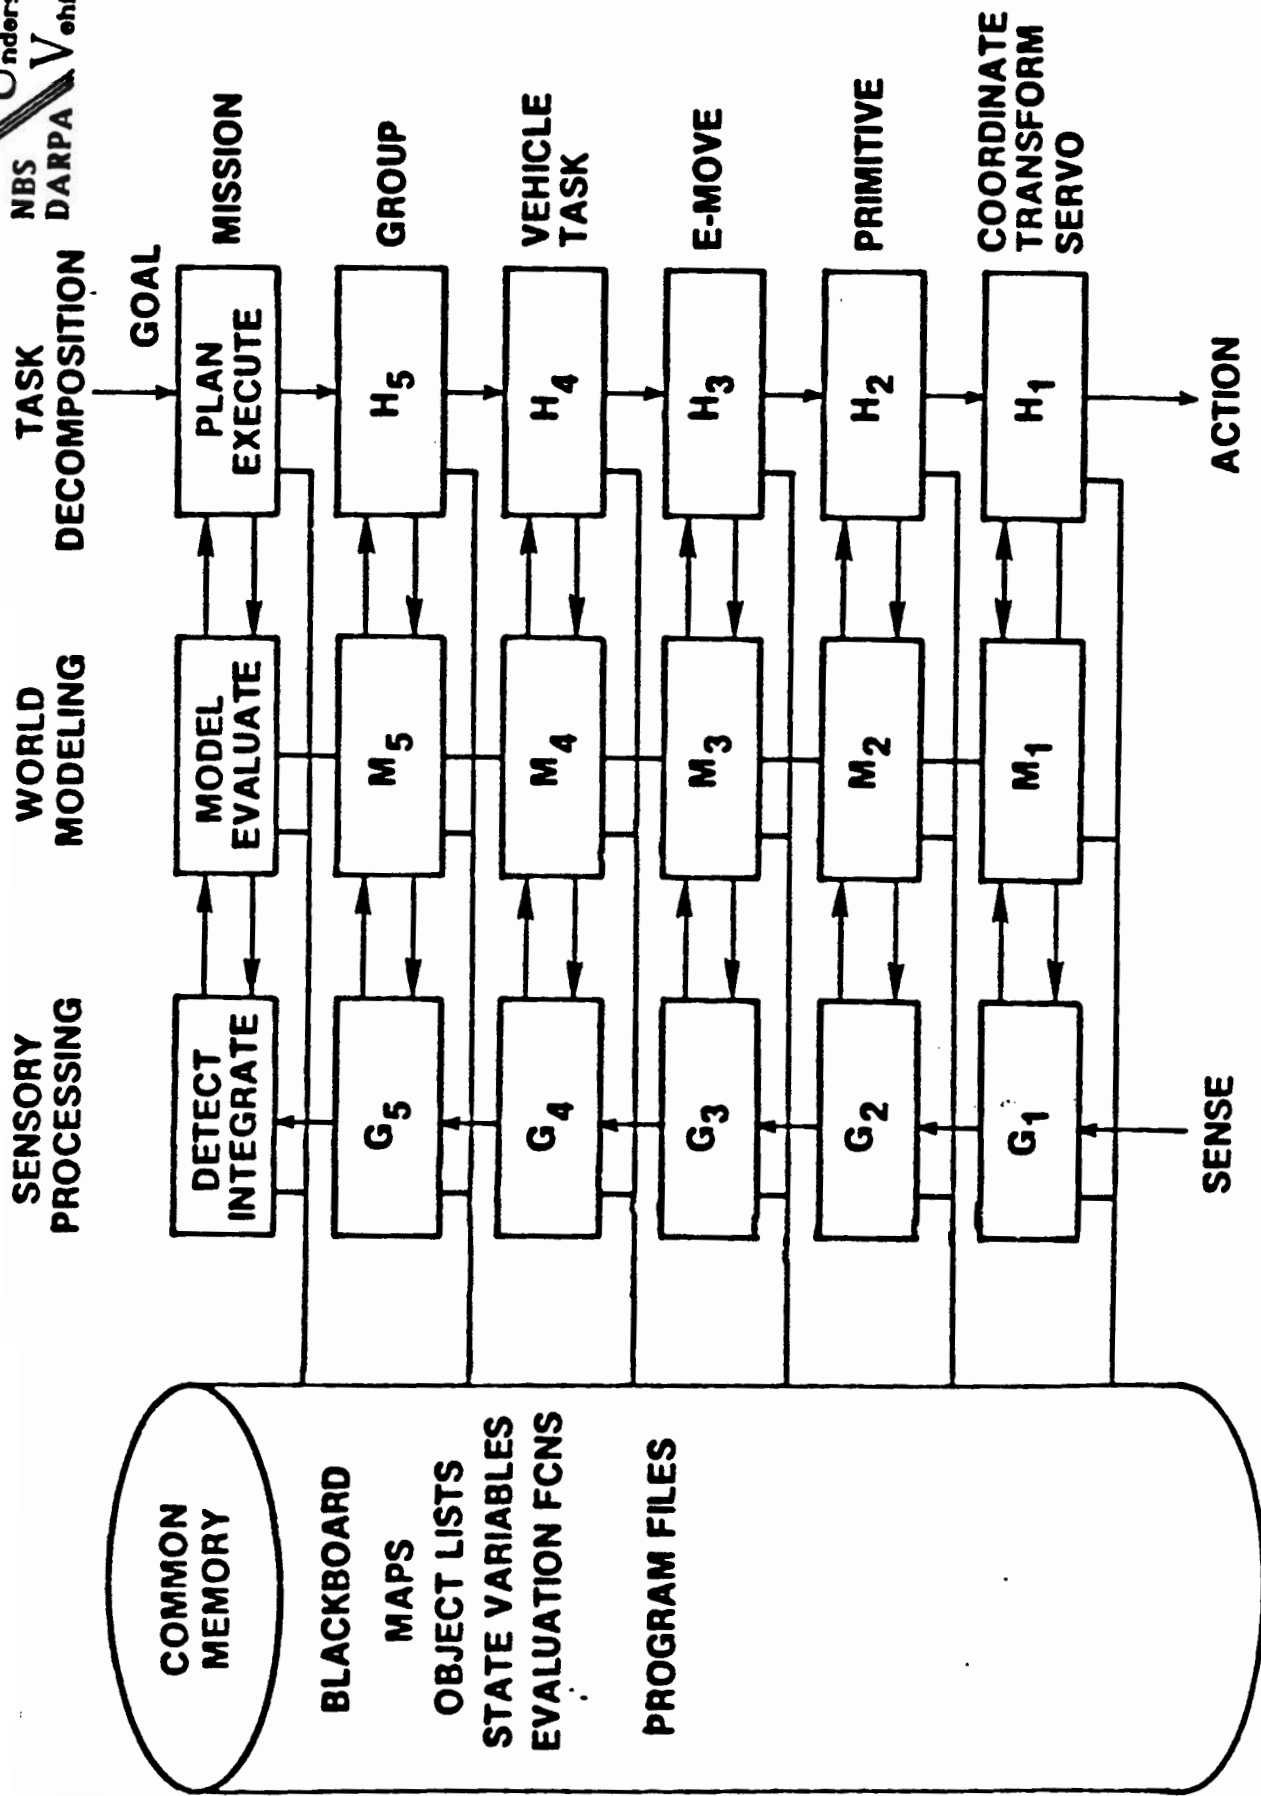 SENSORY
PROCESSING
WORLD
MODELING
TASK
DECOMPOSITION
NBS
DARPA
GOAL
COMMON
MEMORY
DETECT
INTEGRATE
MODEL
EVALUATE
PLAN
EXECUTE
MISSION
BLACKBOARD
G5
M5
H5
GROUP
MAPS
OBJECT LISTS
STATE VARIABLES
EVALUATION FCNS
G4
M4
H4
VEHICLE
TASK
PROGRAM FILES
G3
M3
H3
E-MOVE
G2
M2
H2
PRIMITIVE
G1
M1
H1
COORDINATE
TRANSFORM
SERVO
SENSE
ACTION